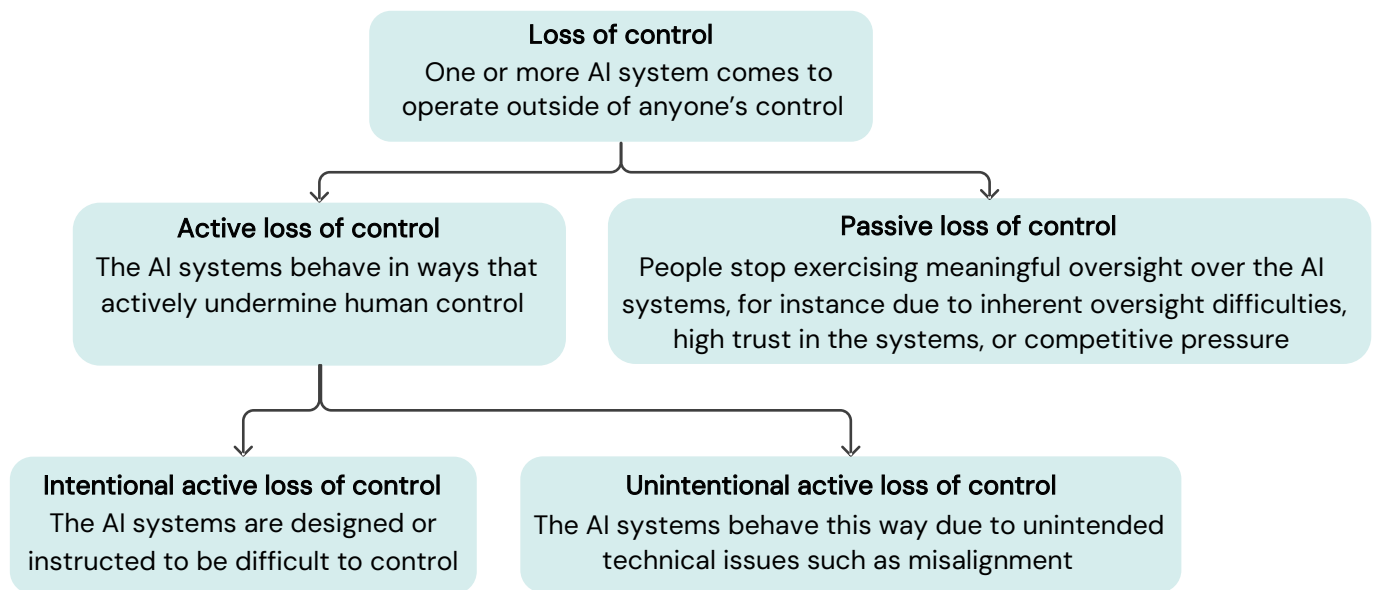 Loss of control
One or more AI system comes to
operate outside of anyone’s control
Active loss of control
The AI systems behave in ways that
actively undermine human control
Passive loss of control
People stop exercising meaningful oversight over the AI
systems, for instance due to inherent oversight difficulties,
high trust in the systems, or competitive pressure
Intentional active loss of control
The AI systems are designed or
instructed to be difficult to control
Unintentional active loss of control
The AI systems behave this way due to unintended
technical issues such as misalignment